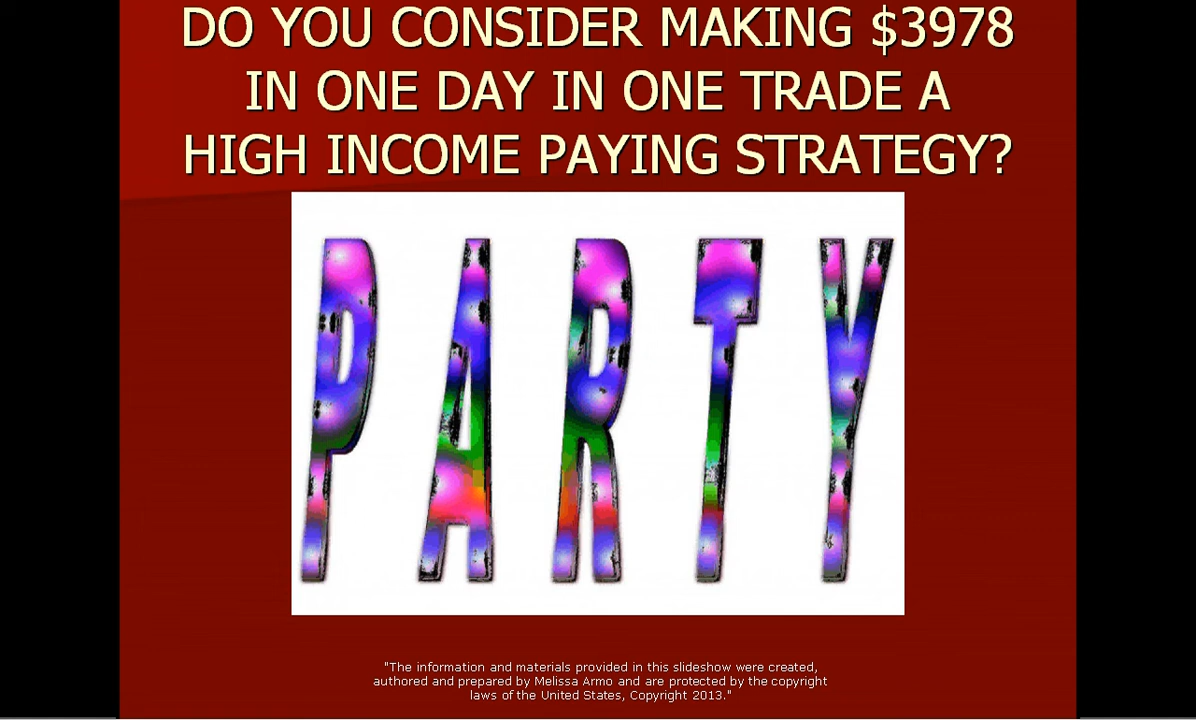 DO YOU CONSIDER MAKING $3978
IN ONE DAY IN ONE TRADE A
HIGH INCOME PAYING STRATEGY?
PARTY
"The information and materials provided in this slideshow were created,
authored and prepared by Melissa Armo and are protected by the copyright
laws of the United States, Copyright 2013."